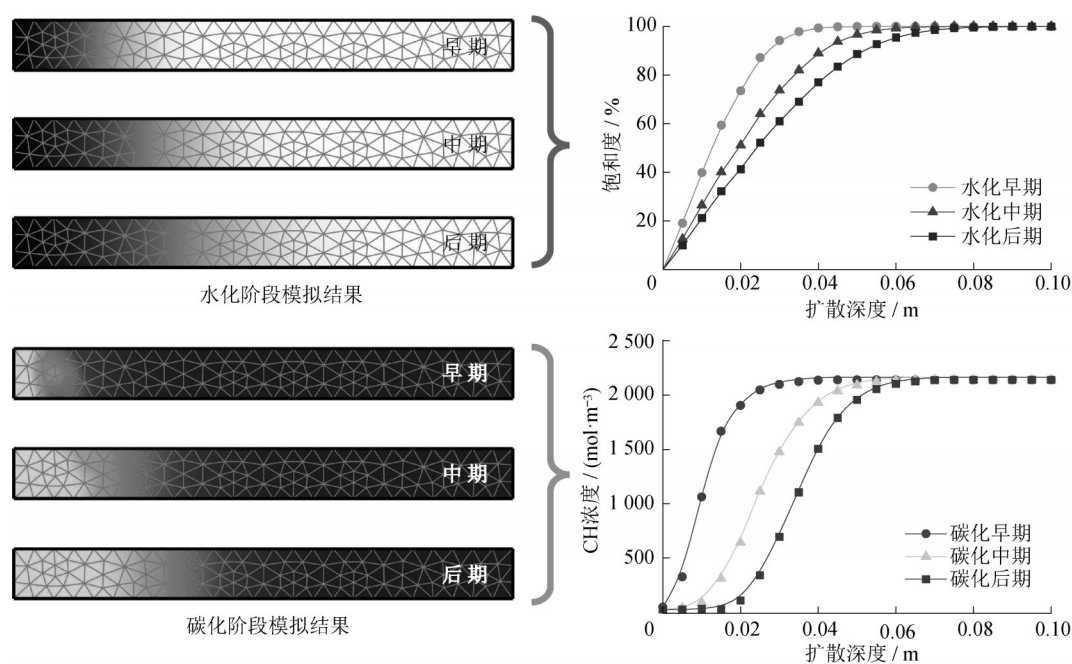 早期
中期
后期
水化阶段模拟结果
100
80
60
40
20
0
0.02
0.04
0.06
0.08
0.10
饱和度 / %
扩散深度 / m
水化早期
水化中期
水化后期
早期
中期
后期
碳化阶段模拟结果
2 500
2 000
1 500
1 000
500
0
0.02
0.04
0.06
0.08
0.10
CH浓度 / (mol·m⁻³)
扩散深度 / m
碳化早期
碳化中期
碳化后期